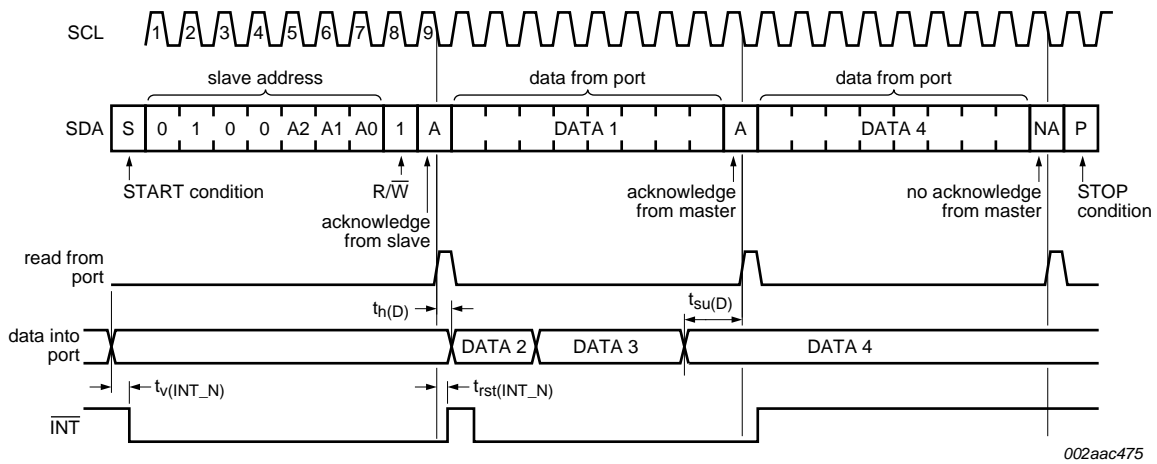 SCL 1 2 3 4 5 6 7 8 9
slave address data from port data from port
SDA S 0 1 0 0 A2 A1 A0 1 A DATA 1 A DATA 4 NA P
START condition
R/W̅
acknowledge
from slave
acknowledge
from master
no acknowledge
from master
STOP
condition
read from
port
th(D)
tsu(D)
data into
port
DATA 2 DATA 3 DATA 4
tv(INT_N) trst(INT_N)
I̅N̅T̅
002aac475